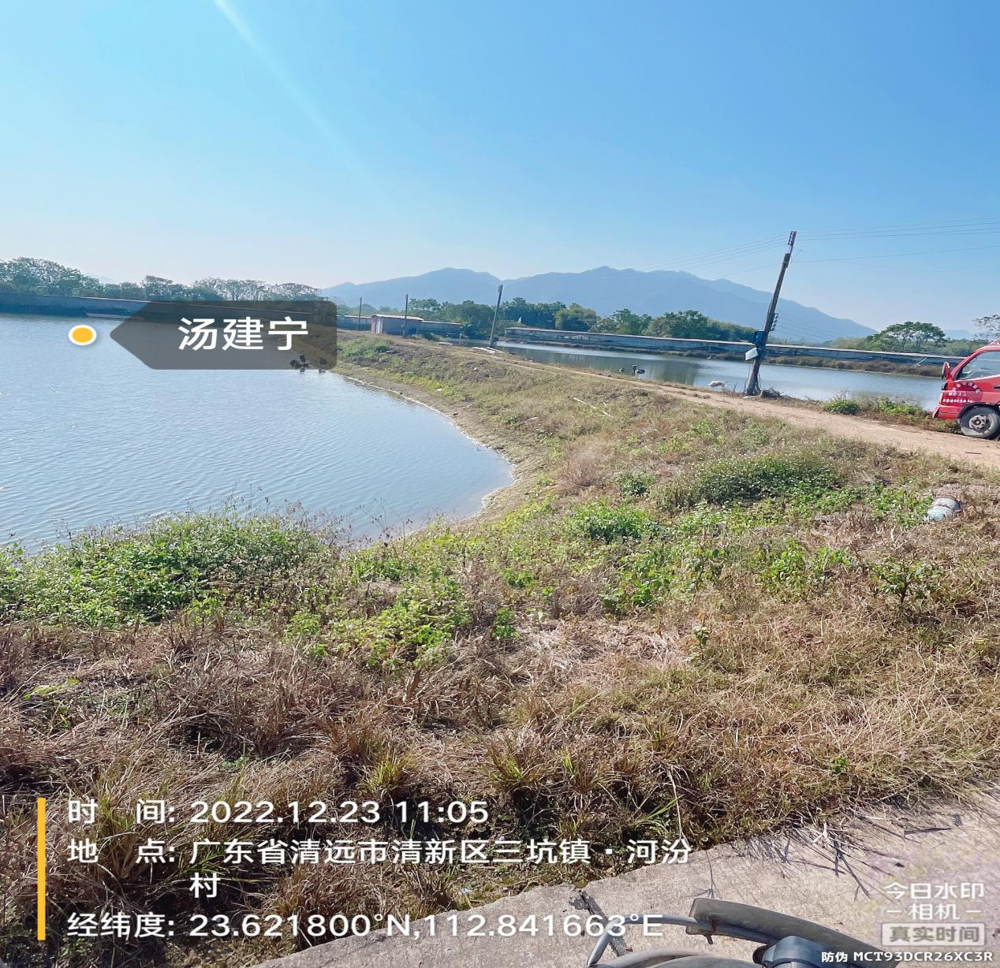 汤建宁
时 间: 2022.12.23 11:05
地 点: 广东省清远市清新区三坑镇·河汾
村
经纬度: 23.621800°N,112.841663°E
今日水印
相机
真实时间
防伪 MCT93DCR26XC3R